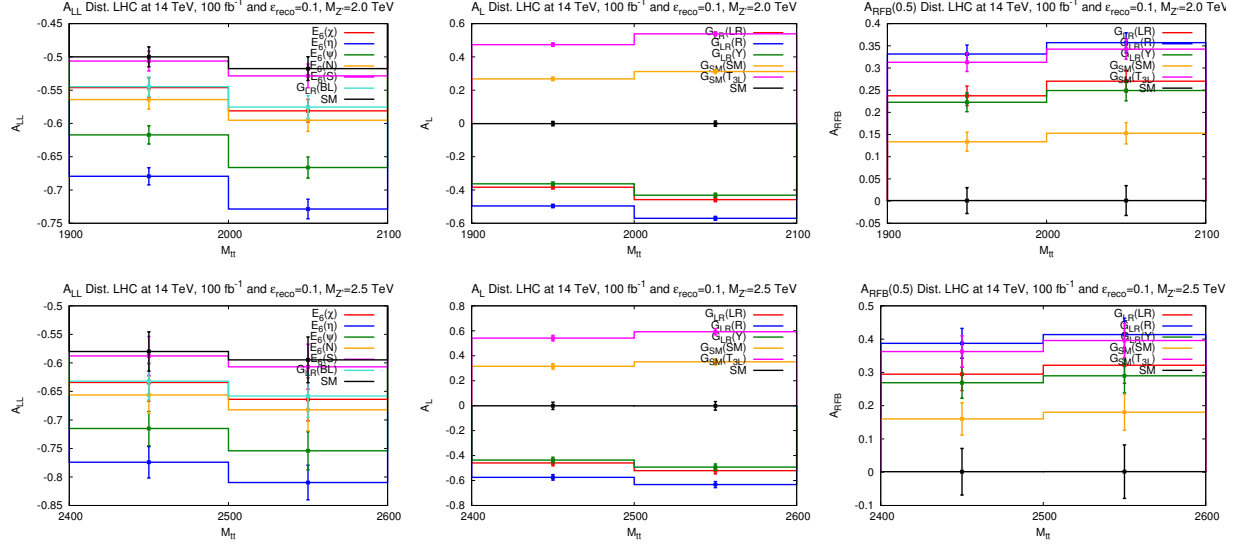 A_LL Dist. LHC at 14 TeV, 100 fb⁻¹ and ε_reco=0.1, M_Z'=2.0 TeV
-0.45
-0.5
-0.55
-0.6
-0.65
-0.7
-0.75
A_LL
1900
2000
2100
M_tt
E₆(χ)
E₆(η)
E₆(ψ)
E₆(N)
E₆(S)
G_LR(BL)
SM
A_L Dist. LHC at 14 TeV, 100 fb⁻¹ and ε_reco=0.1, M_Z'=2.0 TeV
0.6
0.4
0.2
0
-0.2
-0.4
-0.6
A_L
1900
2000
2100
M_tt
G_LR(LR)
G_LR(R)
G_LR(Y)
G_SM(SM)
G_SM(T_3L)
SM
A_RFB(0.5) Dist. LHC at 14 TeV, 100 fb⁻¹ and ε_reco=0.1, M_Z'=2.0 TeV
0.4
0.35
0.3
0.25
0.2
0.15
0.1
0.05
0
-0.05
A_RFB
1900
2000
2100
M_tt
G_LR(LR)
G_LR(R)
G_LR(Y)
G_SM(SM)
G_SM(T_3L)
SM
A_LL Dist. LHC at 14 TeV, 100 fb⁻¹ and ε_reco=0.1, M_Z'=2.5 TeV
-0.5
-0.55
-0.6
-0.65
-0.7
-0.75
-0.8
-0.85
A_LL
2400
2500
2600
M_tt
E₆(χ)
E₆(η)
E₆(ψ)
E₆(N)
E₆(S)
G_LR(BL)
SM
A_L Dist. LHC at 14 TeV, 100 fb⁻¹ and ε_reco=0.1, M_Z'=2.5 TeV
0.8
0.6
0.4
0.2
0
-0.2
-0.4
-0.6
-0.8
A_L
2400
2500
2600
M_tt
G_LR(LR)
G_LR(R)
G_LR(Y)
G_SM(SM)
G_SM(T_3L)
SM
A_RFB(0.5) Dist. LHC at 14 TeV, 100 fb⁻¹ and ε_reco=0.1, M_Z'=2.5 TeV
0.5
0.4
0.3
0.2
0.1
0
-0.1
A_RFB
2400
2500
2600
M_tt
G_LR(LR)
G_LR(R)
G_LR(Y)
G_SM(SM)
G_SM(T_3L)
SM